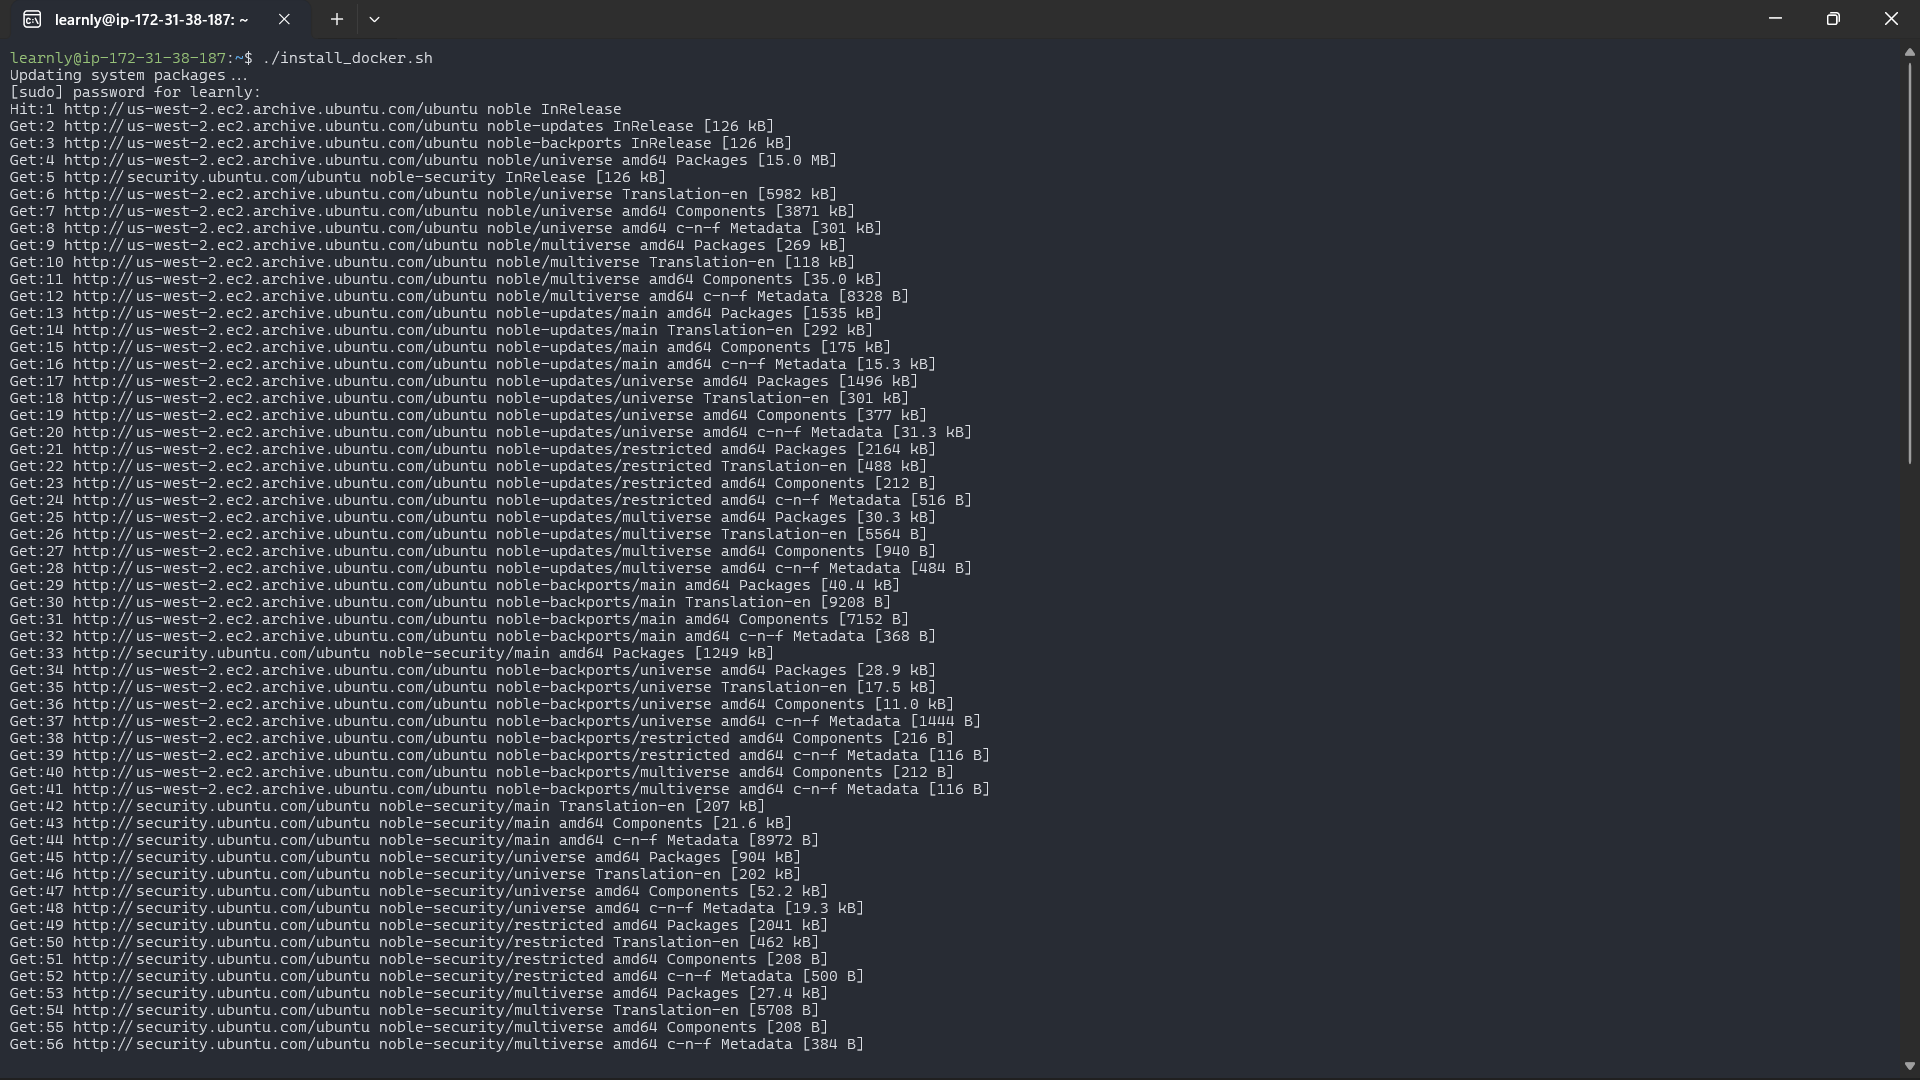 learnly@ip-172-31-38-187: ~
learnly@ip-172-31-38-187:~$ ./install_docker.sh
Updating system packages...
[sudo] password for learnly:
Hit:1 http://us-west-2.ec2.archive.ubuntu.com/ubuntu noble InRelease
Get:2 http://us-west-2.ec2.archive.ubuntu.com/ubuntu noble-updates InRelease [126 kB]
Get:3 http://us-west-2.ec2.archive.ubuntu.com/ubuntu noble-backports InRelease [126 kB]
Get:4 http://us-west-2.ec2.archive.ubuntu.com/ubuntu noble/universe amd64 Packages [15.0 MB]
Get:5 http://security.ubuntu.com/ubuntu noble-security InRelease [126 kB]
Get:6 http://us-west-2.ec2.archive.ubuntu.com/ubuntu noble/universe Translation-en [5982 kB]
Get:7 http://us-west-2.ec2.archive.ubuntu.com/ubuntu noble/universe amd64 Components [3871 kB]
Get:8 http://us-west-2.ec2.archive.ubuntu.com/ubuntu noble/universe amd64 c-n-f Metadata [301 kB]
Get:9 http://us-west-2.ec2.archive.ubuntu.com/ubuntu noble/multiverse amd64 Packages [269 kB]
Get:10 http://us-west-2.ec2.archive.ubuntu.com/ubuntu noble/multiverse Translation-en [118 kB]
Get:11 http://us-west-2.ec2.archive.ubuntu.com/ubuntu noble/multiverse amd64 Components [35.0 kB]
Get:12 http://us-west-2.ec2.archive.ubuntu.com/ubuntu noble/multiverse amd64 c-n-f Metadata [8328 B]
Get:13 http://us-west-2.ec2.archive.ubuntu.com/ubuntu noble-updates/main amd64 Packages [1535 kB]
Get:14 http://us-west-2.ec2.archive.ubuntu.com/ubuntu noble-updates/main Translation-en [292 kB]
Get:15 http://us-west-2.ec2.archive.ubuntu.com/ubuntu noble-updates/main amd64 Components [175 kB]
Get:16 http://us-west-2.ec2.archive.ubuntu.com/ubuntu noble-updates/main amd64 c-n-f Metadata [15.3 kB]
Get:17 http://us-west-2.ec2.archive.ubuntu.com/ubuntu noble-updates/universe amd64 Packages [1496 kB]
Get:18 http://us-west-2.ec2.archive.ubuntu.com/ubuntu noble-updates/universe Translation-en [301 kB]
Get:19 http://us-west-2.ec2.archive.ubuntu.com/ubuntu noble-updates/universe amd64 Components [377 kB]
Get:20 http://us-west-2.ec2.archive.ubuntu.com/ubuntu noble-updates/universe amd64 c-n-f Metadata [31.3 kB]
Get:21 http://us-west-2.ec2.archive.ubuntu.com/ubuntu noble-updates/restricted amd64 Packages [2164 kB]
Get:22 http://us-west-2.ec2.archive.ubuntu.com/ubuntu noble-updates/restricted Translation-en [488 kB]
Get:23 http://us-west-2.ec2.archive.ubuntu.com/ubuntu noble-updates/restricted amd64 Components [212 B]
Get:24 http://us-west-2.ec2.archive.ubuntu.com/ubuntu noble-updates/restricted amd64 c-n-f Metadata [516 B]
Get:25 http://us-west-2.ec2.archive.ubuntu.com/ubuntu noble-updates/multiverse amd64 Packages [30.3 kB]
Get:26 http://us-west-2.ec2.archive.ubuntu.com/ubuntu noble-updates/multiverse Translation-en [5564 B]
Get:27 http://us-west-2.ec2.archive.ubuntu.com/ubuntu noble-updates/multiverse amd64 Components [940 B]
Get:28 http://us-west-2.ec2.archive.ubuntu.com/ubuntu noble-updates/multiverse amd64 c-n-f Metadata [484 B]
Get:29 http://us-west-2.ec2.archive.ubuntu.com/ubuntu noble-backports/main amd64 Packages [40.4 kB]
Get:30 http://us-west-2.ec2.archive.ubuntu.com/ubuntu noble-backports/main Translation-en [9208 B]
Get:31 http://us-west-2.ec2.archive.ubuntu.com/ubuntu noble-backports/main amd64 Components [7152 B]
Get:32 http://us-west-2.ec2.archive.ubuntu.com/ubuntu noble-backports/main amd64 c-n-f Metadata [368 B]
Get:33 http://security.ubuntu.com/ubuntu noble-security/main amd64 Packages [1249 kB]
Get:34 http://us-west-2.ec2.archive.ubuntu.com/ubuntu noble-backports/universe amd64 Packages [28.9 kB]
Get:35 http://us-west-2.ec2.archive.ubuntu.com/ubuntu noble-backports/universe Translation-en [17.5 kB]
Get:36 http://us-west-2.ec2.archive.ubuntu.com/ubuntu noble-backports/universe amd64 Components [11.0 kB]
Get:37 http://us-west-2.ec2.archive.ubuntu.com/ubuntu noble-backports/universe amd64 c-n-f Metadata [1444 B]
Get:38 http://us-west-2.ec2.archive.ubuntu.com/ubuntu noble-backports/restricted amd64 Components [216 B]
Get:39 http://us-west-2.ec2.archive.ubuntu.com/ubuntu noble-backports/restricted amd64 c-n-f Metadata [116 B]
Get:40 http://us-west-2.ec2.archive.ubuntu.com/ubuntu noble-backports/multiverse amd64 Components [212 B]
Get:41 http://us-west-2.ec2.archive.ubuntu.com/ubuntu noble-backports/multiverse amd64 c-n-f Metadata [116 B]
Get:42 http://security.ubuntu.com/ubuntu noble-security/main Translation-en [207 kB]
Get:43 http://security.ubuntu.com/ubuntu noble-security/main amd64 Components [21.6 kB]
Get:44 http://security.ubuntu.com/ubuntu noble-security/main amd64 c-n-f Metadata [8972 B]
Get:45 http://security.ubuntu.com/ubuntu noble-security/universe amd64 Packages [904 kB]
Get:46 http://security.ubuntu.com/ubuntu noble-security/universe Translation-en [202 kB]
Get:47 http://security.ubuntu.com/ubuntu noble-security/universe amd64 Components [52.2 kB]
Get:48 http://security.ubuntu.com/ubuntu noble-security/universe amd64 c-n-f Metadata [19.3 kB]
Get:49 http://security.ubuntu.com/ubuntu noble-security/restricted amd64 Packages [2041 kB]
Get:50 http://security.ubuntu.com/ubuntu noble-security/restricted Translation-en [462 kB]
Get:51 http://security.ubuntu.com/ubuntu noble-security/restricted amd64 Components [208 B]
Get:52 http://security.ubuntu.com/ubuntu noble-security/restricted amd64 c-n-f Metadata [500 B]
Get:53 http://security.ubuntu.com/ubuntu noble-security/multiverse amd64 Packages [27.4 kB]
Get:54 http://security.ubuntu.com/ubuntu noble-security/multiverse Translation-en [5708 B]
Get:55 http://security.ubuntu.com/ubuntu noble-security/multiverse amd64 Components [208 B]
Get:56 http://security.ubuntu.com/ubuntu noble-security/multiverse amd64 c-n-f Metadata [384 B]